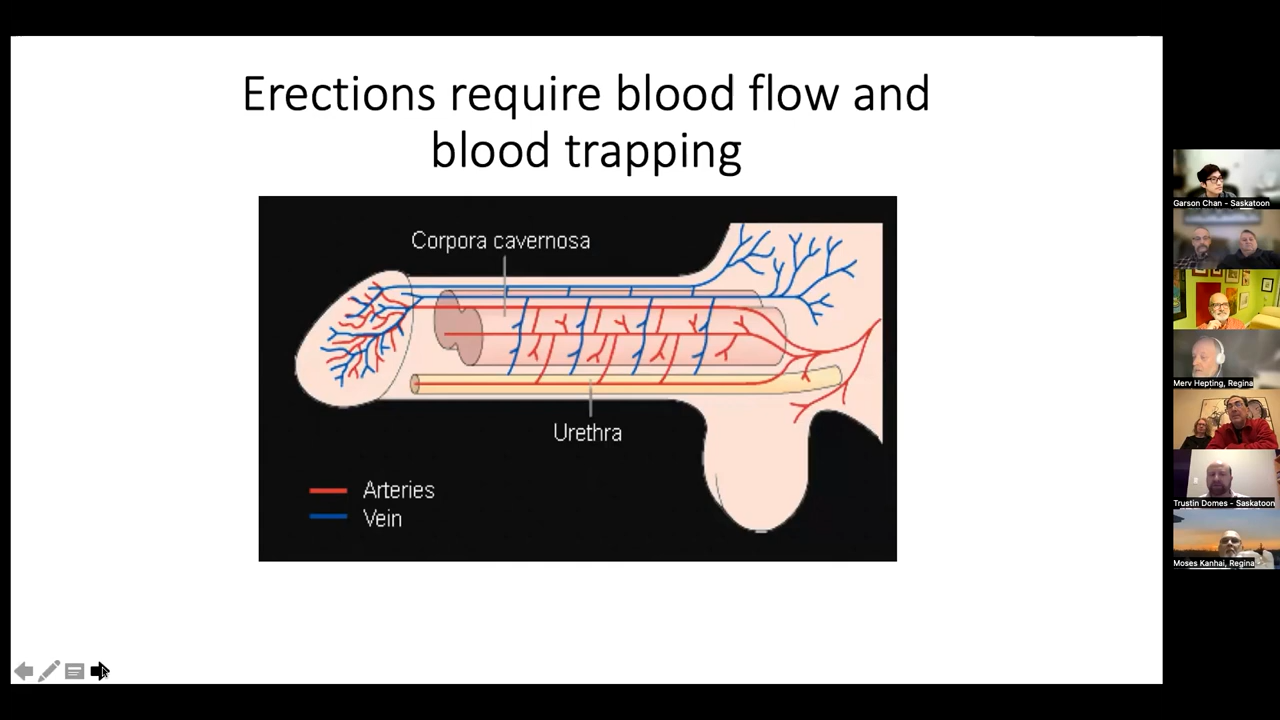 Erections require blood flow and
blood trapping
Corpora cavernosa
Urethra
Arteries
Vein
Garson Chan - Saskatoon
Merv Hepting, Regina
Trustin Domes - Saskatoon
Moses Kanhai, Regina